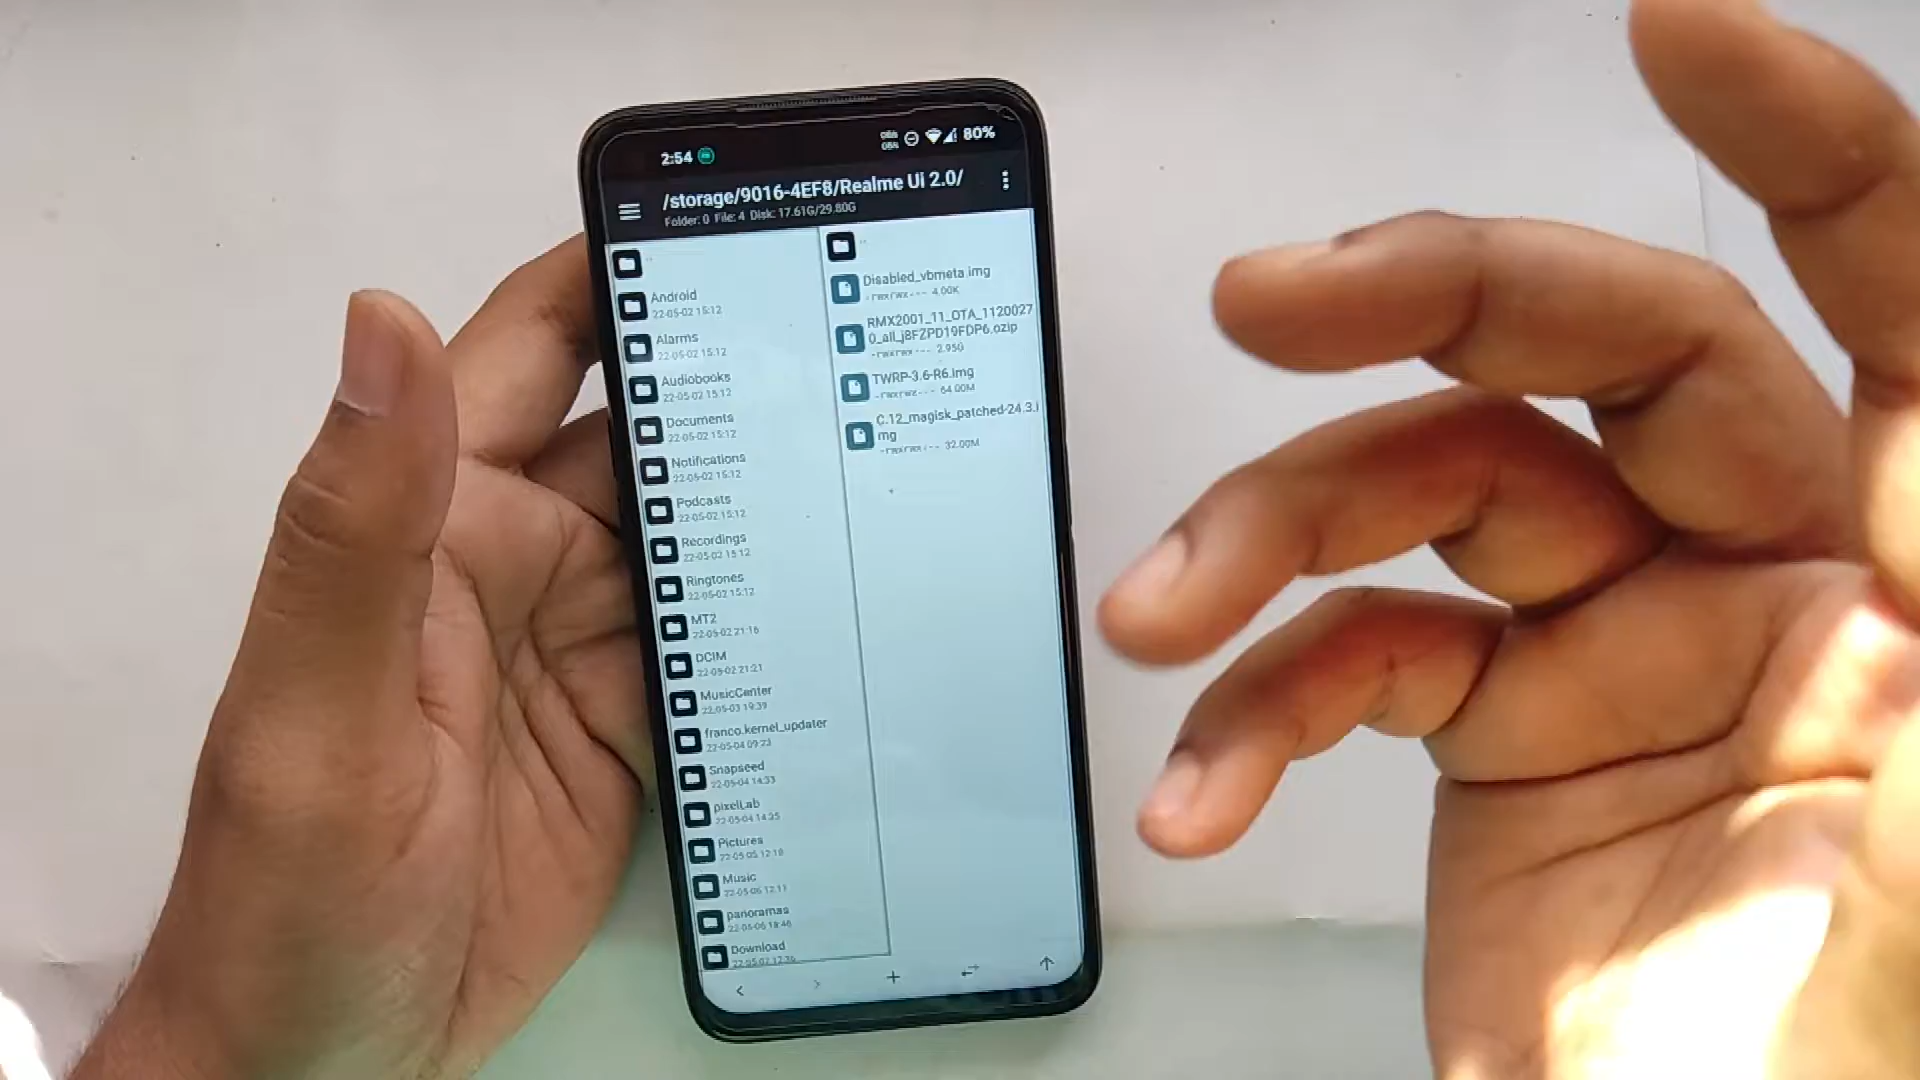 2:54 80%
/storage/9016-4EF8/Realme Ui 2.0/
Folder: 0 File: 4 Disk: 17.61G/29.80G
..
Android
22-05-02 15:12
Alarms
22-05-02 15:12
Audiobooks
22-05-02 15:12
Documents
22-05-02 15:12
Notifications
22-05-02 15:12
Podcasts
22-05-02 15:12
Recordings
22-05-02 15:12
Ringtones
22-05-02 15:12
MT2
22-05-02 21:16
DCIM
22-05-02 21:21
MusicCenter
22-05-03 19:39
franco.kernel_updater
22-05-04 09:23
Snapseed
22-05-04 14:33
pixelLab
22-05-04 14:35
Pictures
22-05-05 12:18
Music
22-05-06 12:11
panoramas
22-05-06 18:46
Download
..
Disabled_vbmeta.img
-rwxrwx--- 4.00K
RMX2001_11_OTA_1120027
0_all_j8FZPD19FDP6.ozip
-rwxrwx--- 2.95G
TWRP-3.6-R6.img
-rwxrwx--- 64.00M
C.12_magisk_patched-24.3.i
mg
-rwxrwx--- 32.00M